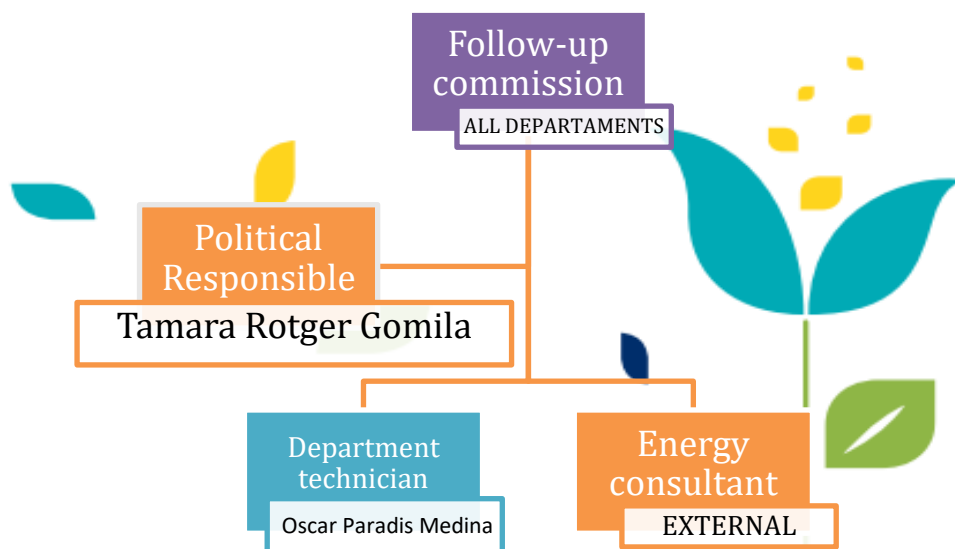 Follow-up
commission
ALL DEPARTAMENTS
Political
Responsible
Tamara Rotger Gomila
Department
technician
Oscar Paradis Medina
Energy
consultant
EXTERNAL